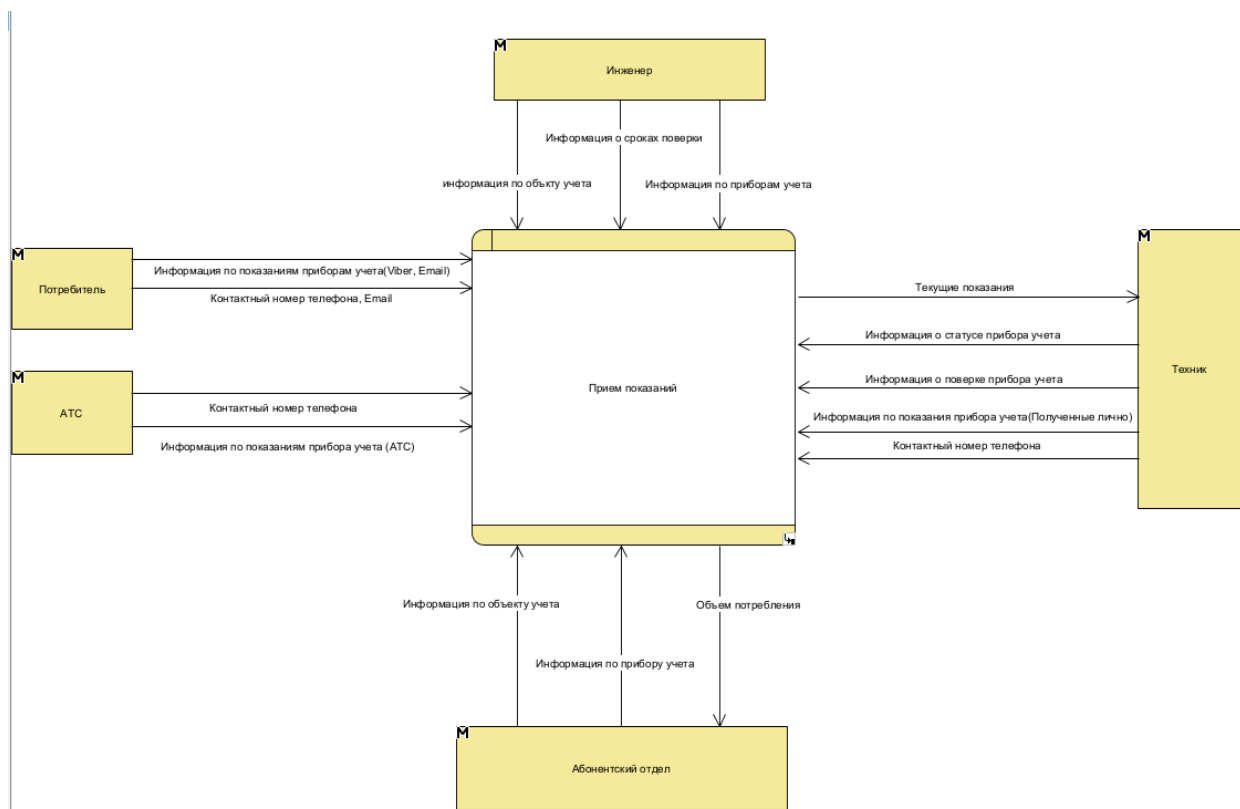 M
Инженер
Информация о сроках поверки
информация по объкту учета
Информация по приборам учета
M
Потребитель
Информация по показаниям приборам учета(Viber, Email)
Контактный номер телефона, Email
M
АТС
Контактный номер телефона
Информация по показаниям прибора учета (АТС)
Прием показаний
M
Техник
Текущие показания
Информация о статусе прибора учета
Информация о поверке прибора учета
Информация по показания прибора учета(Полученные лично)
Контактный номер телефона
Информация по объекту учета
Объем потребления
Информация по прибору учета
M
Абонентский отдел